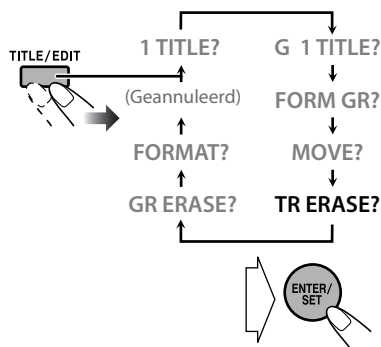 TITLE/EDIT
1 TITLE?
G 1 TITLE?
(Geannuleerd)
FORM GR?
FORMAT?
MOVE?
GR ERASE?
TR ERASE?
ENTER/
SET